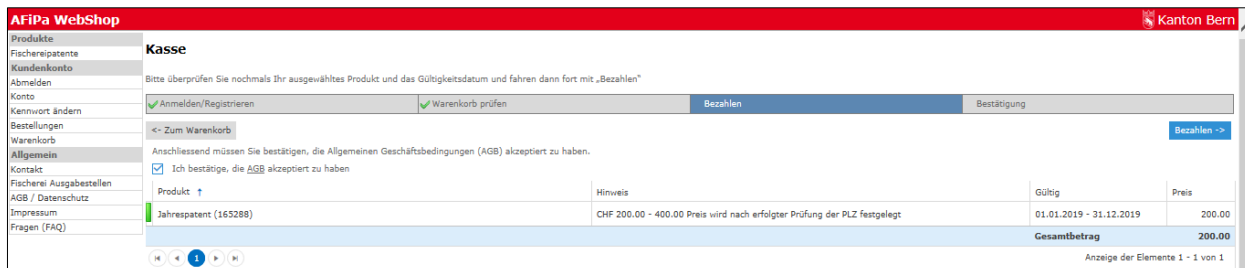 AFiPa WebShop
Kanton Bern
Produkte
Fischereipatente
Kundenkonto
Abmelden
Konto
Kennwort ändern
Bestellungen
Warenkorb
Allgemein
Kontakt
Fischerei Ausgabestellen
AGB / Datenschutz
Impressum
Fragen (FAQ)
Kasse
Bitte überprüfen Sie nochmals Ihr ausgewähltes Produkt und das Gültigkeitsdatum und fahren dann fort mit „Bezahlen"
Anmelden/Registrieren
Warenkorb prüfen
Bezahlen
Bestätigung
<- Zum Warenkorb
Bezahlen ->
Anschliessend müssen Sie bestätigen, die Allgemeinen Geschäftsbedingungen (AGB) akzeptiert zu haben.
Ich bestätige, die AGB akzeptiert zu haben
Produkt ↑ Hinweis Gültig Preis
Jahrespatent (165288) CHF 200.00 - 400.00 Preis wird nach erfolgter Prüfung der PLZ festgelegt 01.01.2019 - 31.12.2019 200.00
Gesamtbetrag 200.00
1
Anzeige der Elemente 1 - 1 von 1